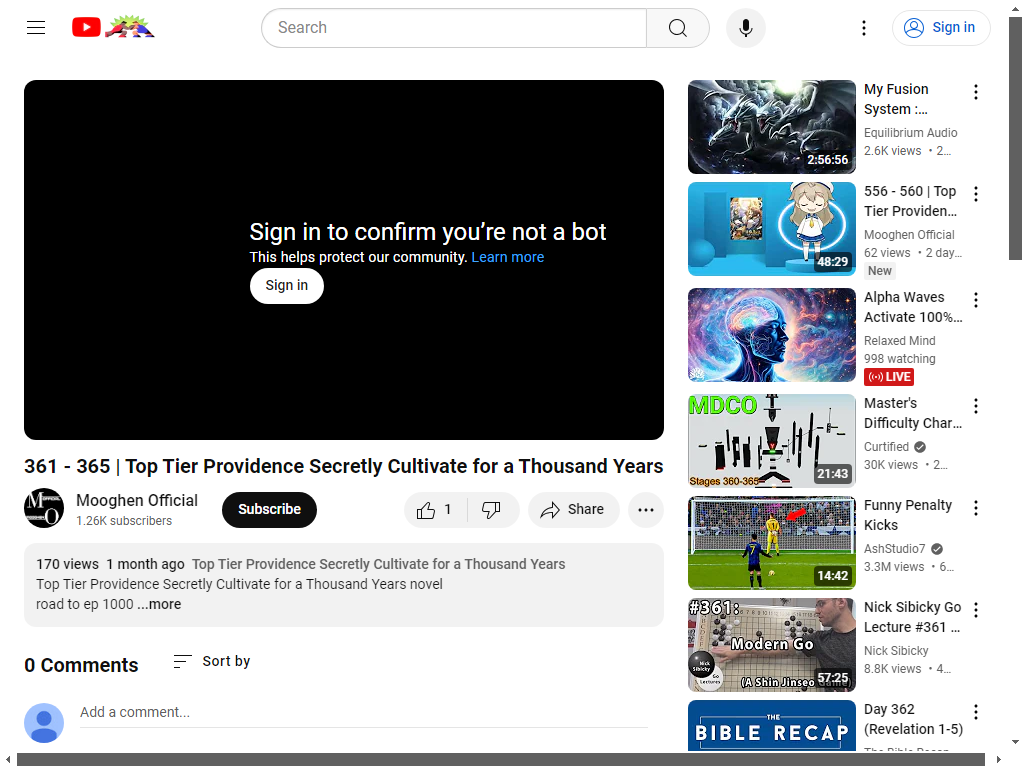 Search
Sign in
Sign in to confirm you’re not a bot
This helps protect our community. Learn more
Sign in
361 - 365 | Top Tier Providence Secretly Cultivate for a Thousand Years
Mooghen Official
1.26K subscribers
Subscribe
1
Share
170 views 1 month ago Top Tier Providence Secretly Cultivate for a Thousand Years
Top Tier Providence Secretly Cultivate for a Thousand Years novel
road to ep 1000 ...more
0 Comments
Sort by
Add a comment...
2:56:56
My Fusion
System :...
Equilibrium Audio
2.6K views • 2...
48:29
556 - 560 | Top
Tier Providen...
Mooghen Official
62 views • 2 day...
New
Alpha Waves
Activate 100%...
Relaxed Mind
998 watching
LIVE
MDCO
Stages 360-365
21:43
Master's
Difficulty Char...
Curtified
30K views • 2...
14:42
Funny Penalty
Kicks
AshStudio7
3.3M views • 6...
#361:
Modern Go
(A Shin Jinseo Game)
Nick Sibicky
Go Lectures
57:25
Nick Sibicky Go
Lecture #361 ...
Nick Sibicky
8.8K views • 4...
THE
BIBLE RECAP
Day 362
(Revelation 1-5)
The Bible Recap